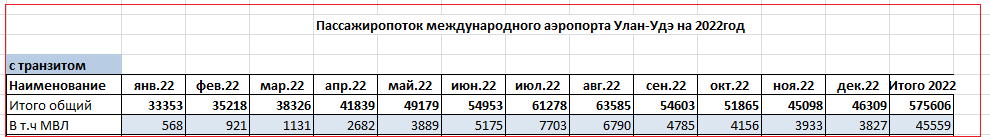 Пассажиропоток международного аэропорта Улан-Удэ на 2022год
с транзитом
Наименование янв.22 фев.22 мар.22 апр.22 май.22 июн.22 июл.22 авг.22 сен.22 окт.22 ноя.22 дек.22 Итого 2022
Итого общий 33353 35218 38326 41839 49179 54953 61278 63585 54603 51865 45098 46309 575606
В т.ч МВЛ 568 921 1131 2682 3889 5175 7703 6790 4785 4156 3933 3827 45559